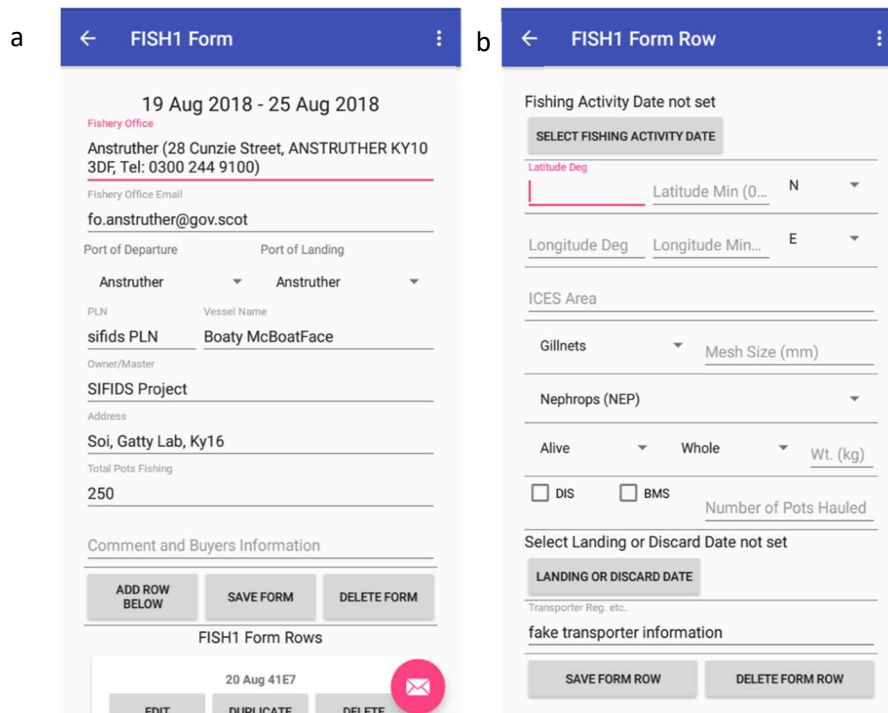 a
FISH1 Form
19 Aug 2018 - 25 Aug 2018
Fishery Office
Anstruther (28 Cunzie Street, ANSTRUTHER KY10
3DF, Tel: 0300 244 9100)
Fishery Office Email
fo.anstruther@gov.scot
Port of Departure Port of Landing
Anstruther Anstruther
PLN Vessel Name
sifids PLN Boaty McBoatFace
Owner/Master
SIFIDS Project
Address
Soi, Gatty Lab, Ky16
Total Pots Fishing
250
Comment and Buyers Information
ADD ROW
BELOW SAVE FORM DELETE FORM
FISH1 Form Rows
20 Aug 41E7
EDIT DUPLICATE DELETE
b
FISH1 Form Row
Fishing Activity Date not set
SELECT FISHING ACTIVITY DATE
Latitude Deg
Latitude Min (0... N
Longitude Deg Longitude Min... E
ICES Area
Gillnets Mesh Size (mm)
Nephrops (NEP)
Alive Whole Wt. (kg)
DIS BMS Number of Pots Hauled
Select Landing or Discard Date not set
LANDING OR DISCARD DATE
Transporter Reg. etc.
fake transporter information
SAVE FORM ROW DELETE FORM ROW